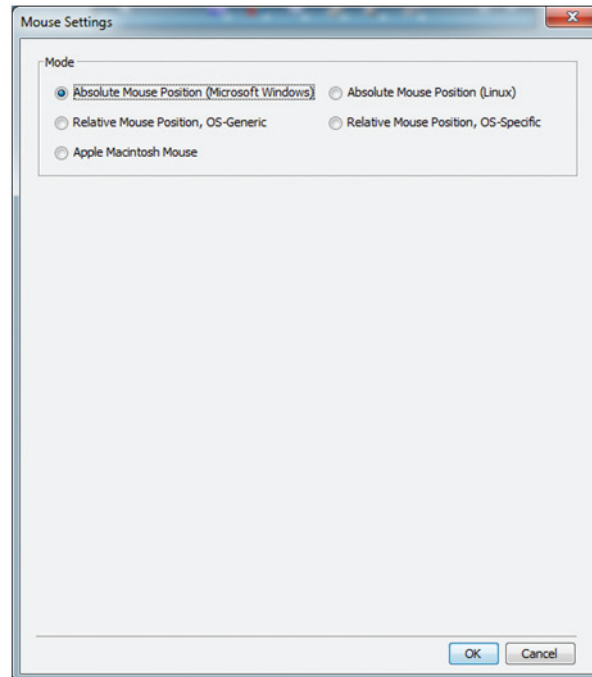 Mouse Settings
Mode
Absolute Mouse Position (Microsoft Windows) Absolute Mouse Position (Linux)
Relative Mouse Position, OS-Generic Relative Mouse Position, OS-Specific
Apple Macintosh Mouse
OK Cancel